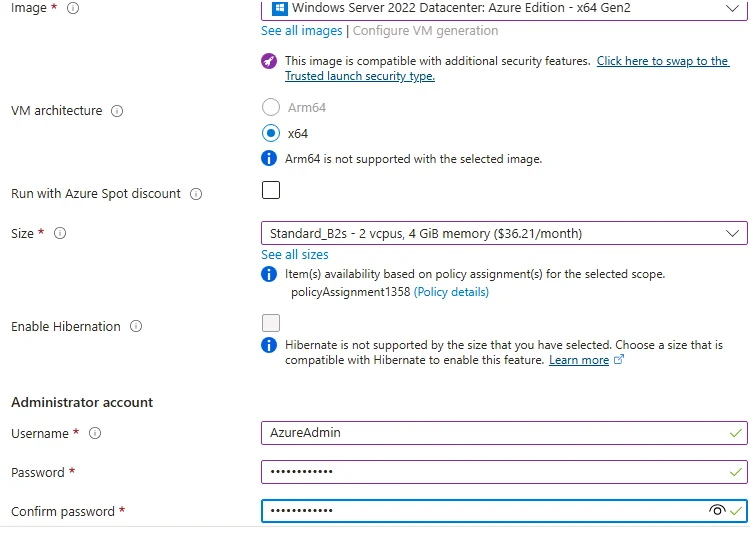 Image *
Windows Server 2022 Datacenter: Azure Edition - x64 Gen2
See all images | Configure VM generation
This image is compatible with additional security features. Click here to swap to the
Trusted launch security type.
VM architecture
Arm64
x64
Arm64 is not supported with the selected image.
Run with Azure Spot discount
Size *
Standard_B2s - 2 vcpus, 4 GiB memory ($36.21/month)
See all sizes
Item(s) availability based on policy assignment(s) for the selected scope.
policyAssignment1358 (Policy details)
Enable Hibernation
Hibernate is not supported by the size that you have selected. Choose a size that is
compatible with Hibernate to enable this feature. Learn more
Administrator account
Username *
AzureAdmin
Password *
••••••••••••
Confirm password *
••••••••••••